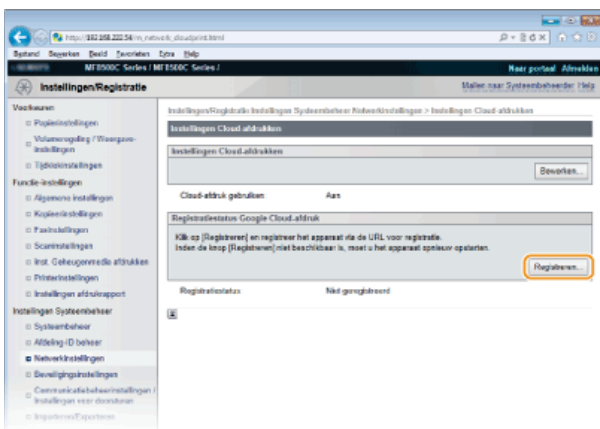 http://192.168.222.54/m_network_cloudprint.html
Bestand Bewerken Beeld Favorieten Extra Help
MF8500C Series / MF8500C Series /
Naar portaal Afmelden
Instellingen/Registratie
Mailen naar Systeembeheerder Help
Voorkeuren
Papierinstellingen
Volumeregeling / Weergave-
instellingen
Tijdklokinstellingen
Functie-instellingen
Algemene instellingen
Kopieerinstellingen
Faxinstellingen
Scaninstellingen
Inst. Geheugenmedia afdrukken
Printerinstellingen
Instellingen afdrukrapport
Instellingen Systeembeheer
Systeembeheer
Afdeling-ID beheer
Netwerkinstellingen
Beveiligingsinstellingen
Communicatiebeheerinstellingen /
Instellingen voor doorsturen
Importeren/Exporteren
Instellingen/Registratie: Instellingen Systeembeheer: Netwerkinstellingen > Instellingen Cloud-afdrukken
Instellingen Cloud-afdrukken
Instellingen Cloud-afdrukken
Bewerken...
Cloud-afdruk gebruiken Aan
Registratiestatus Google Cloud-afdruk
Klik op [Registreren] en registreer het apparaat via de URL voor registratie.
Indien de knop [Registreren] niet beschikbaar is, moet u het apparaat opnieuw opstarten.
Registreren...
Registratiestatus Niet geregistreerd